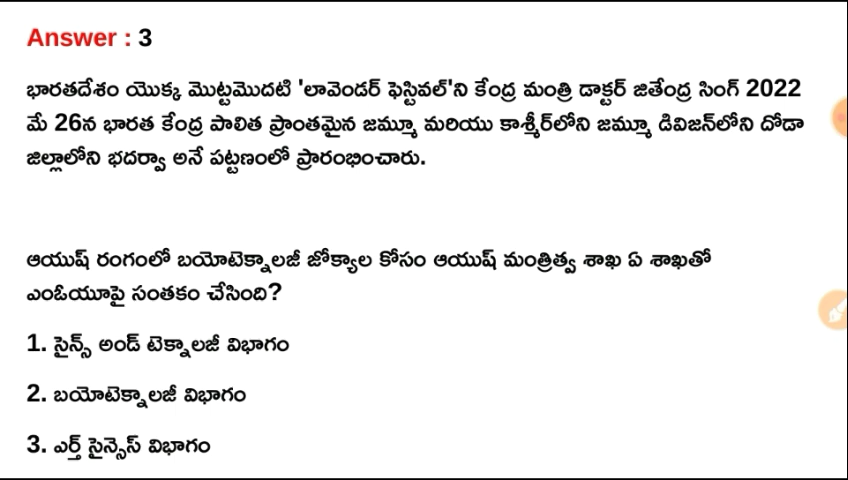 Answer : 3
భారతదేశం యొక్క మొట్టమొదటి 'లావెండర్ ఫెస్టివల్'ని కేంద్ర మంత్రి డాక్టర్ జితేంద్ర సింగ్ 2022
మే 26న భారత కేంద్ర పాలిత ప్రాంతమైన జమ్మూ మరియు కాశ్మీర్‌లోని జమ్మూ డివిజన్‌లోని దోడా
జిల్లాలోని భదర్వా అనే పట్టణంలో ప్రారంభించారు.
ఆయుష్ రంగంలో బయోటెక్నాలజీ జోక్యాల కోసం ఆయుష్ మంత్రిత్వ శాఖ ఏ శాఖతో
ఎంఓయూపై సంతకం చేసింది?
1. సైన్స్ అండ్ టెక్నాలజీ విభాగం
2. బయోటెక్నాలజీ విభాగం
3. ఎర్త్ సైన్సెస్ విభాగం